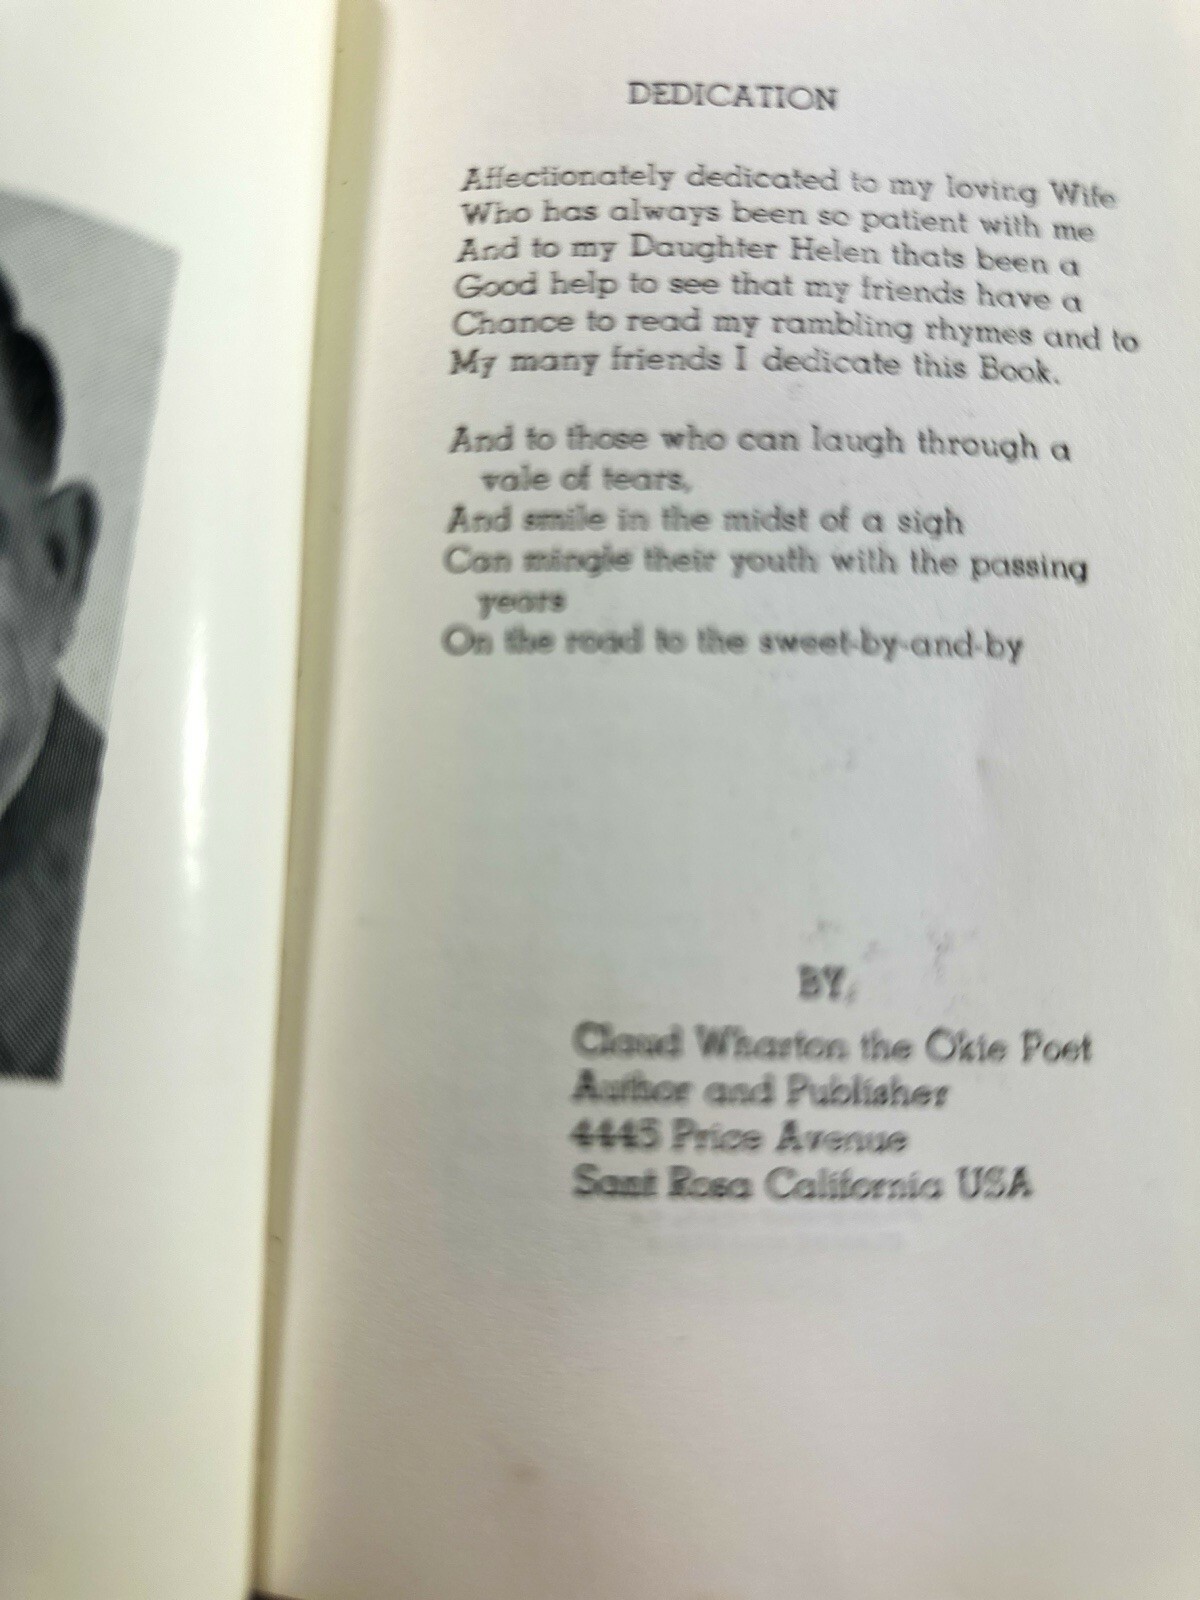 DEDICATION
Affectionately dedicated to my loving Wife
Who has always been so patient with me
And to my Daughter Helen thats been a
Good help to see that my friends have a
Chance to read my rambling rhymes and to
My many friends I dedicate this Book.
And to those who can laugh through a
vale of tears,
And smile in the midst of a sigh
Can mingle their youth with the passing
years
On the road to the sweet-by-and-by
BY,
Claud Wharton the Okie Poet
Author and Publisher
4445 Price Avenue
Sant Rosa California USA